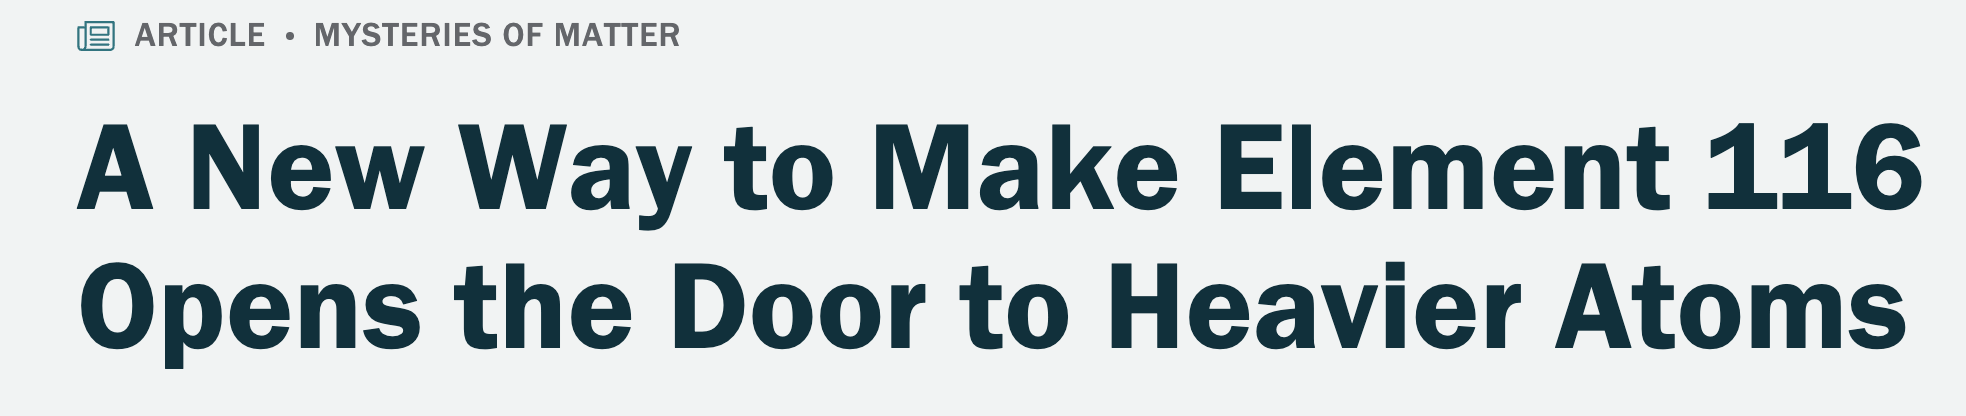 ARTICLE • MYSTERIES OF MATTER
A New Way to Make Element 116
Opens the Door to Heavier Atoms